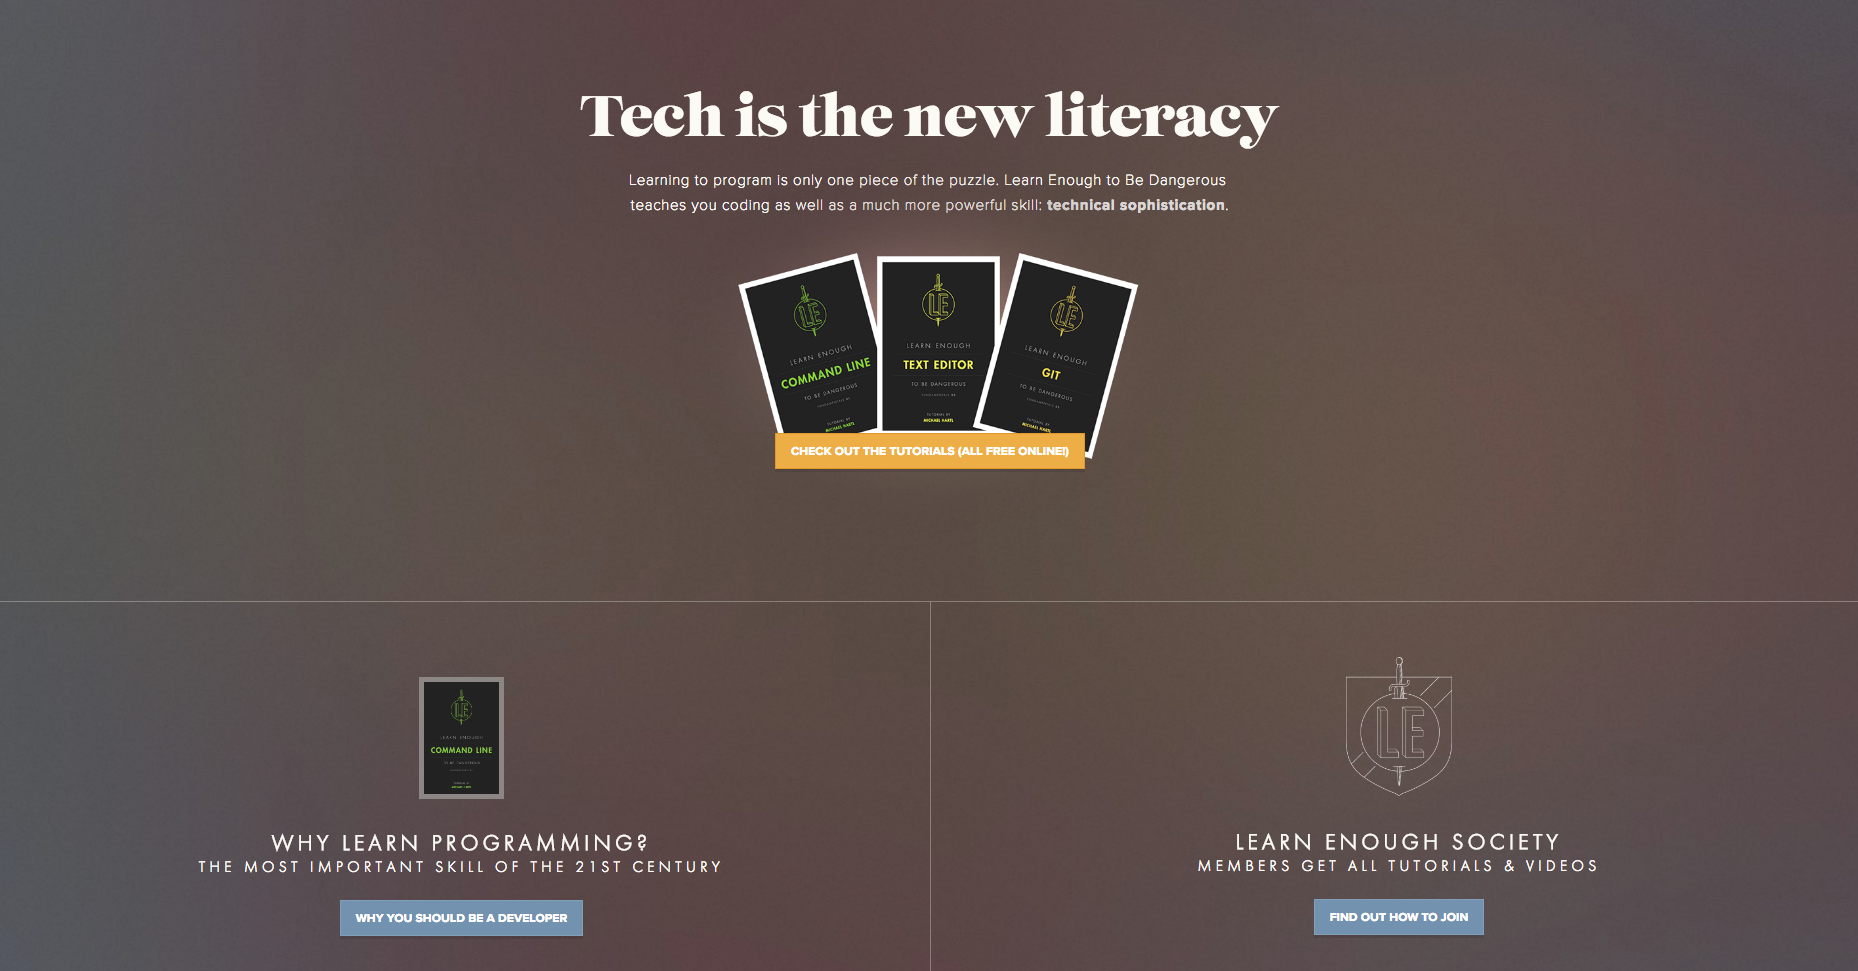 Tech is the new literacy
Learning to program is only one piece of the puzzle. Learn Enough to Be Dangerous
teaches you coding as well as a much more powerful skill: technical sophistication.
LE
LEARN ENOUGH
COMMAND LINE
TO BE DANGEROUS
TUTORIAL BY
MICHAEL HARTL
LE
LEARN ENOUGH
TEXT EDITOR
TO BE DANGEROUS
TUTORIAL BY
MICHAEL HARTL
LE
LEARN ENOUGH
GIT
TO BE DANGEROUS
TUTORIAL BY
MICHAEL HARTL
CHECK OUT THE TUTORIALS (ALL FREE ONLINE!)
LE
LEARN ENOUGH
COMMAND LINE
TO BE DANGEROUS
WHY LEARN PROGRAMMING?
THE MOST IMPORTANT SKILL OF THE 21ST CENTURY
WHY YOU SHOULD BE A DEVELOPER
LE
LEARN ENOUGH SOCIETY
MEMBERS GET ALL TUTORIALS & VIDEOS
FIND OUT HOW TO JOIN